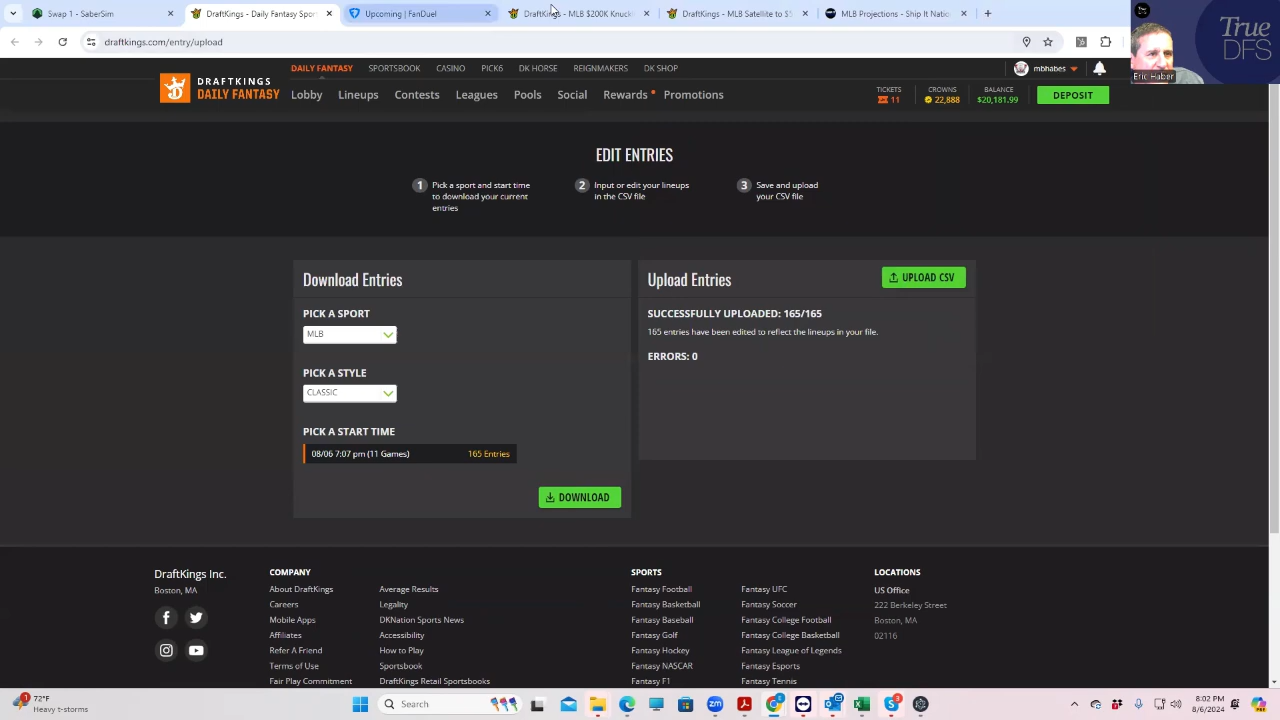 Swap 1 - SaberSim
DraftKings - Daily Fantasy Spor
Upcoming | FanDuel
DraftKings - MLB $200K Knuckl
DraftKings - MLB Satellite to $5
MLB Projections - Ship It Natio
draftkings.com/entry/upload
True DFS
Eric Haber
DAILY FANTASY SPORTSBOOK CASINO PICK6 DK HORSE REIGNMAKERS DK SHOP
mbhabes
DRAFTKINGS
DAILY FANTASY
Lobby Lineups Contests Leagues Pools Social Rewards Promotions
TICKETS
11
CROWNS
22,888
BALANCE
$20,181.99
DEPOSIT
EDIT ENTRIES
1 Pick a sport and start time
to download your current
entries
2 Input or edit your lineups
in the CSV file
3 Save and upload
your CSV file
Download Entries
PICK A SPORT
MLB
PICK A STYLE
CLASSIC
PICK A START TIME
08/06 7:07 pm (11 Games) 165 Entries
DOWNLOAD
Upload Entries
UPLOAD CSV
SUCCESSFULLY UPLOADED: 165/165
165 entries have been edited to reflect the lineups in your file.
ERRORS: 0
DraftKings Inc.
Boston, MA
COMPANY
About DraftKings
Careers
Mobile Apps
Affiliates
Refer A Friend
Terms of Use
Fair Play Commitment
Average Results
Legality
DKNation Sports News
Accessibility
How to Play
Sportsbook
DraftKings Retail Sportsbooks
SPORTS
Fantasy Football
Fantasy Basketball
Fantasy Baseball
Fantasy Golf
Fantasy Hockey
Fantasy NASCAR
Fantasy F1
Fantasy UFC
Fantasy Soccer
Fantasy College Football
Fantasy College Basketball
Fantasy League of Legends
Fantasy Esports
Fantasy Tennis
LOCATIONS
US Office
222 Berkeley Street
Boston, MA
02116
72°F
Heavy t-storms
Search
8:02 PM
8/6/2024